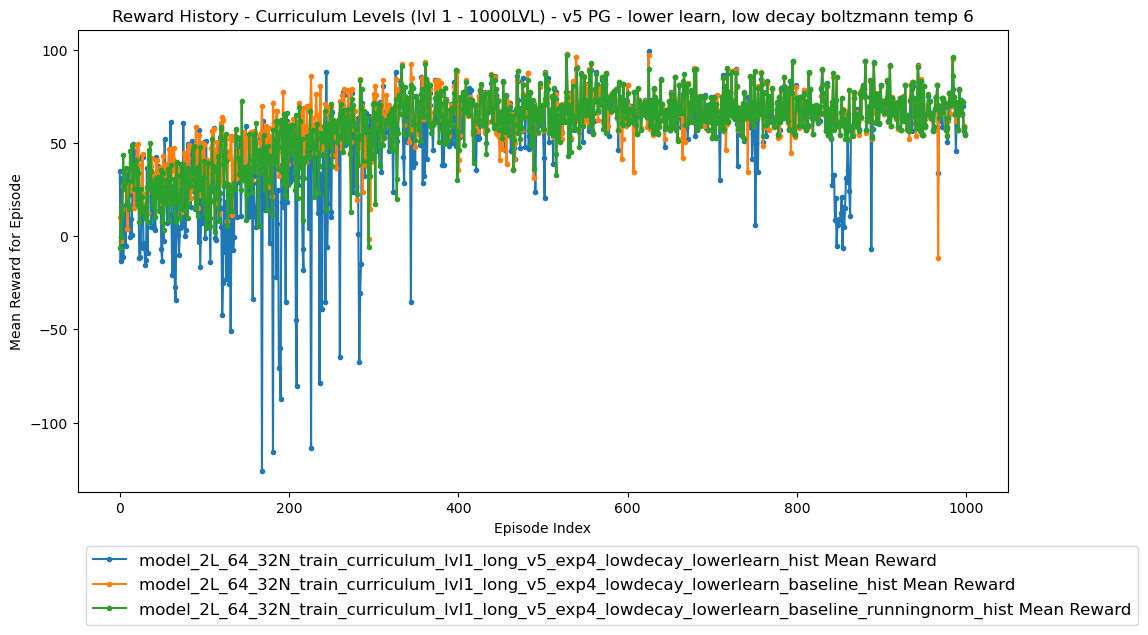 Reward History - Curriculum Levels (lvl 1 - 1000LVL) - v5 PG - lower learn, low decay boltzmann temp 6
Mean Reward for Episode
100
50
0
−50
−100
0 200 400 600 800 1000
Episode Index
model_2L_64_32N_train_curriculum_lvl1_long_v5_exp4_lowdecay_lowerlearn_hist Mean Reward
model_2L_64_32N_train_curriculum_lvl1_long_v5_exp4_lowdecay_lowerlearn_baseline_hist Mean Reward
model_2L_64_32N_train_curriculum_lvl1_long_v5_exp4_lowdecay_lowerlearn_baseline_runningnorm_hist Mean Reward